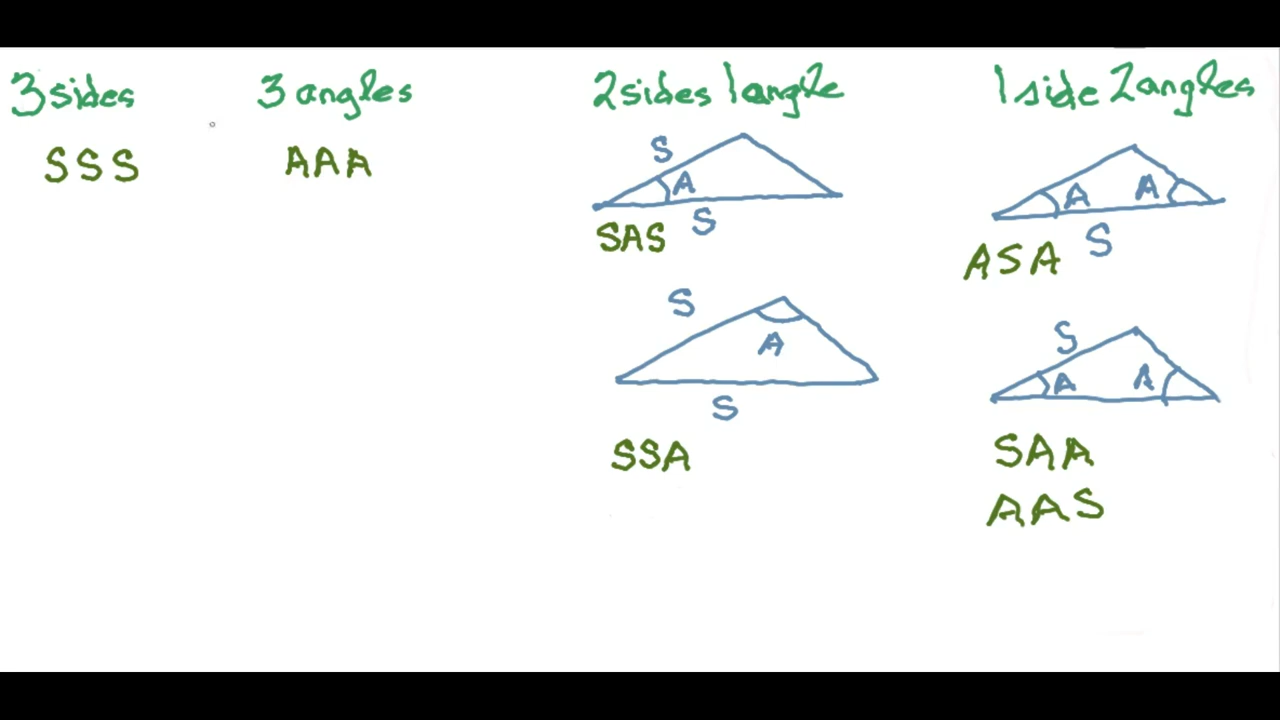 3 sides
SSS
3 angles
AAA
2 sides 1 angle
S
A
S
SAS
S
A
S
SSA
1 side 2 angles
A A
S
ASA
S
A A
SAA
AAS